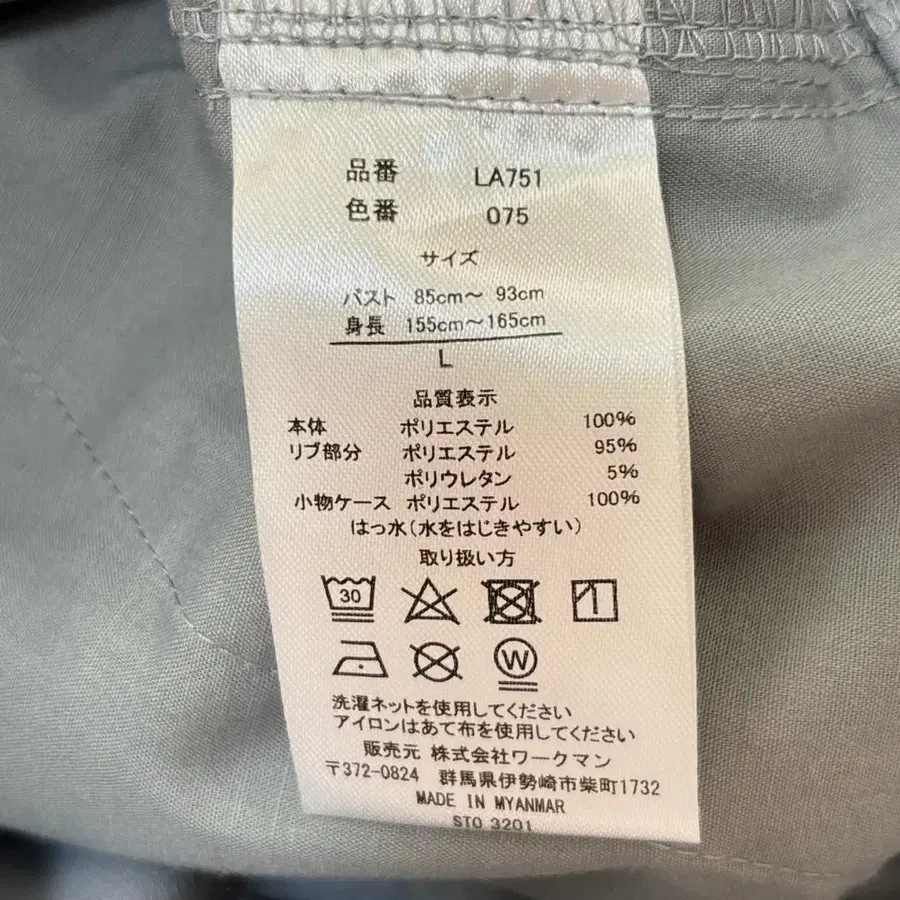 品番 LA751
色番 075
サイズ
バスト 85cm～ 93cm
身長 155cm～165cm
L
品質表示
本体 ポリエステル 100%
リブ部分 ポリエステル 95%
ポリウレタン 5%
小物ケース ポリエステル 100%
はっ水(水をはじきやすい)
取り扱い方
30
W
洗濯ネットを使用してください
アイロンはあて布を使用してください
販売元 株式会社ワークマン
〒372-0824 群馬県伊勢崎市柴町1732
MADE IN MYANMAR
STO 3201